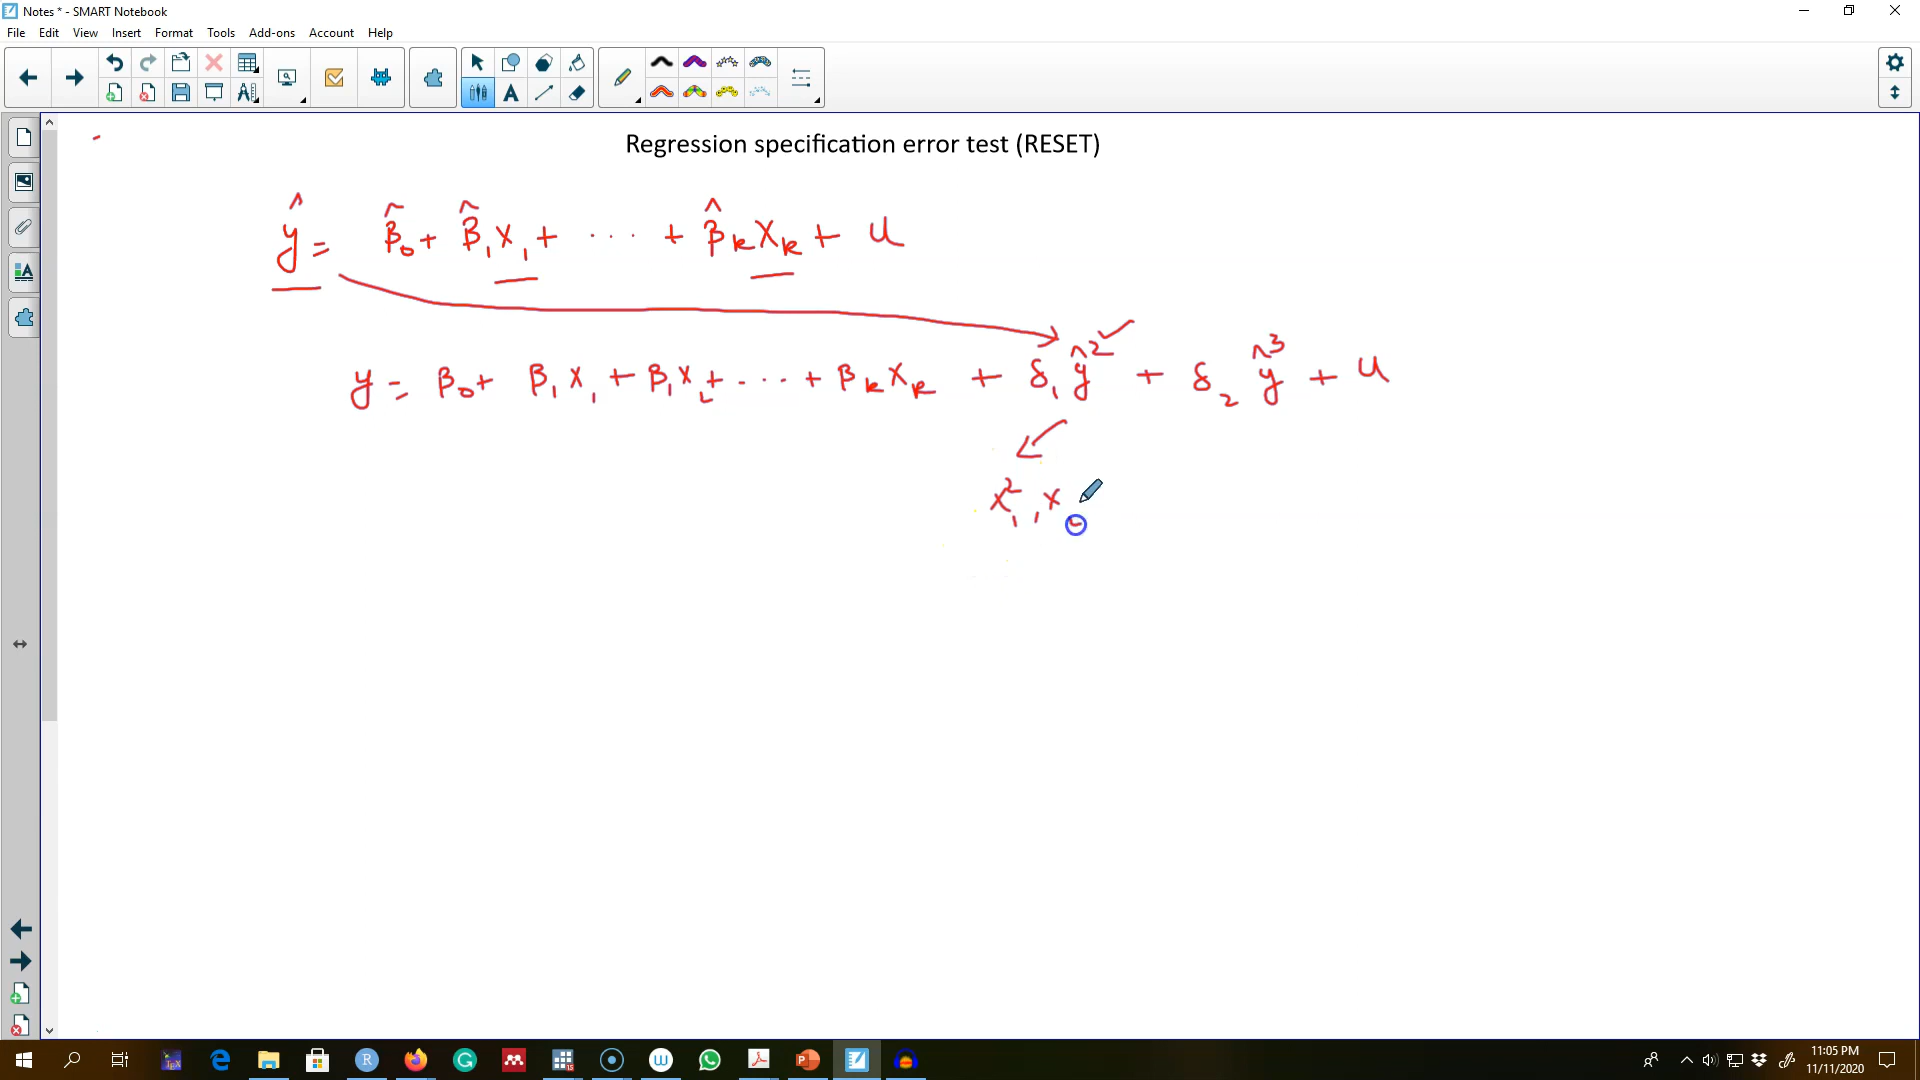 Notes * - SMART Notebook
File Edit View Insert Format Tools Add-ons Account Help
Regression specification error test (RESET)
ŷ = β̂₀ + β̂₁x₁ + ... + β̂ₖxₖ + u
y = β₀ + β₁x₁ + β₁x₂ + ... + βₖxₖ + δ₁ŷ² + δ₂ŷ³ + u
x₁², x₂
11:05 PM
11/11/2020